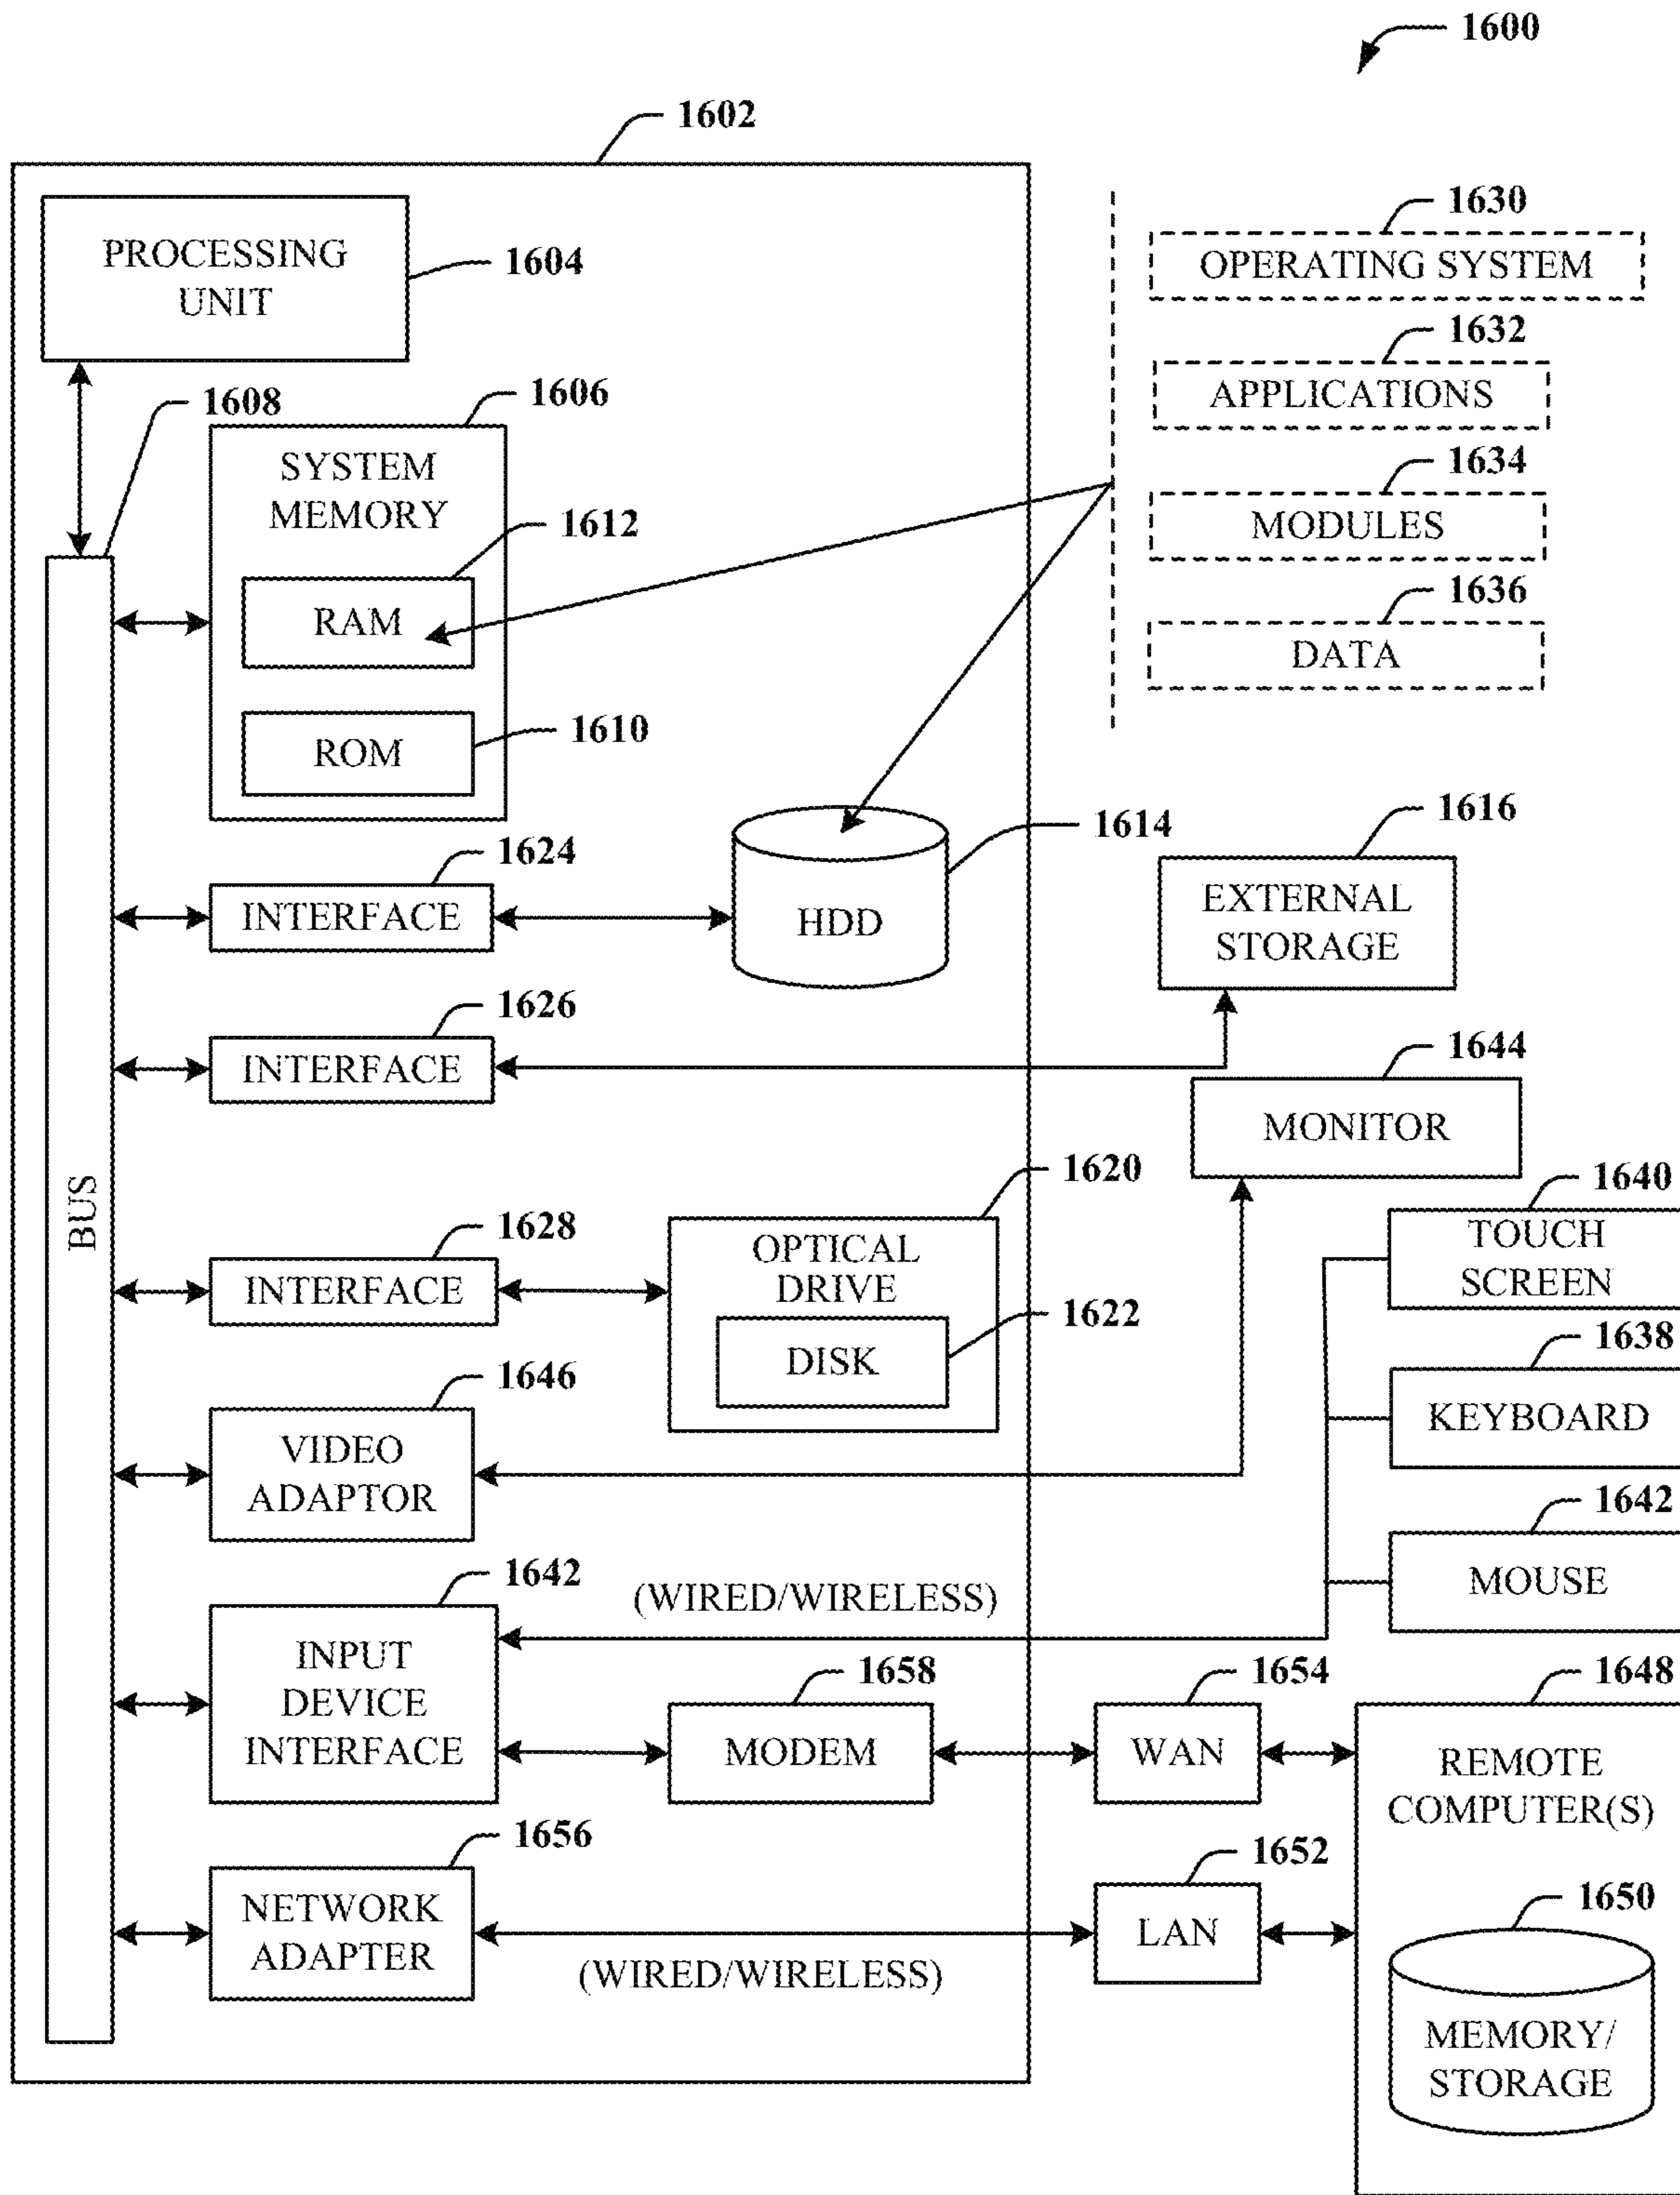 1600
1602
PROCESSING
UNIT
1604
1630
OPERATING SYSTEM
1632
APPLICATIONS
1634
MODULES
1636
DATA
1608
1606
SYSTEM
MEMORY
1612
RAM
1610
ROM
1624
INTERFACE
1614
HDD
1616
EXTERNAL
STORAGE
1626
INTERFACE
1644
MONITOR
BUS
1620
OPTICAL
DRIVE
1622
DISK
1628
INTERFACE
1640
TOUCH
SCREEN
1638
KEYBOARD
1646
VIDEO
ADAPTOR
1642
MOUSE
1642
INPUT
DEVICE
INTERFACE
(WIRED/WIRELESS)
1658
MODEM
1654
WAN
1648
REMOTE
COMPUTER(S)
1656
NETWORK
ADAPTER
(WIRED/WIRELESS)
1652
LAN
1650
MEMORY/
STORAGE